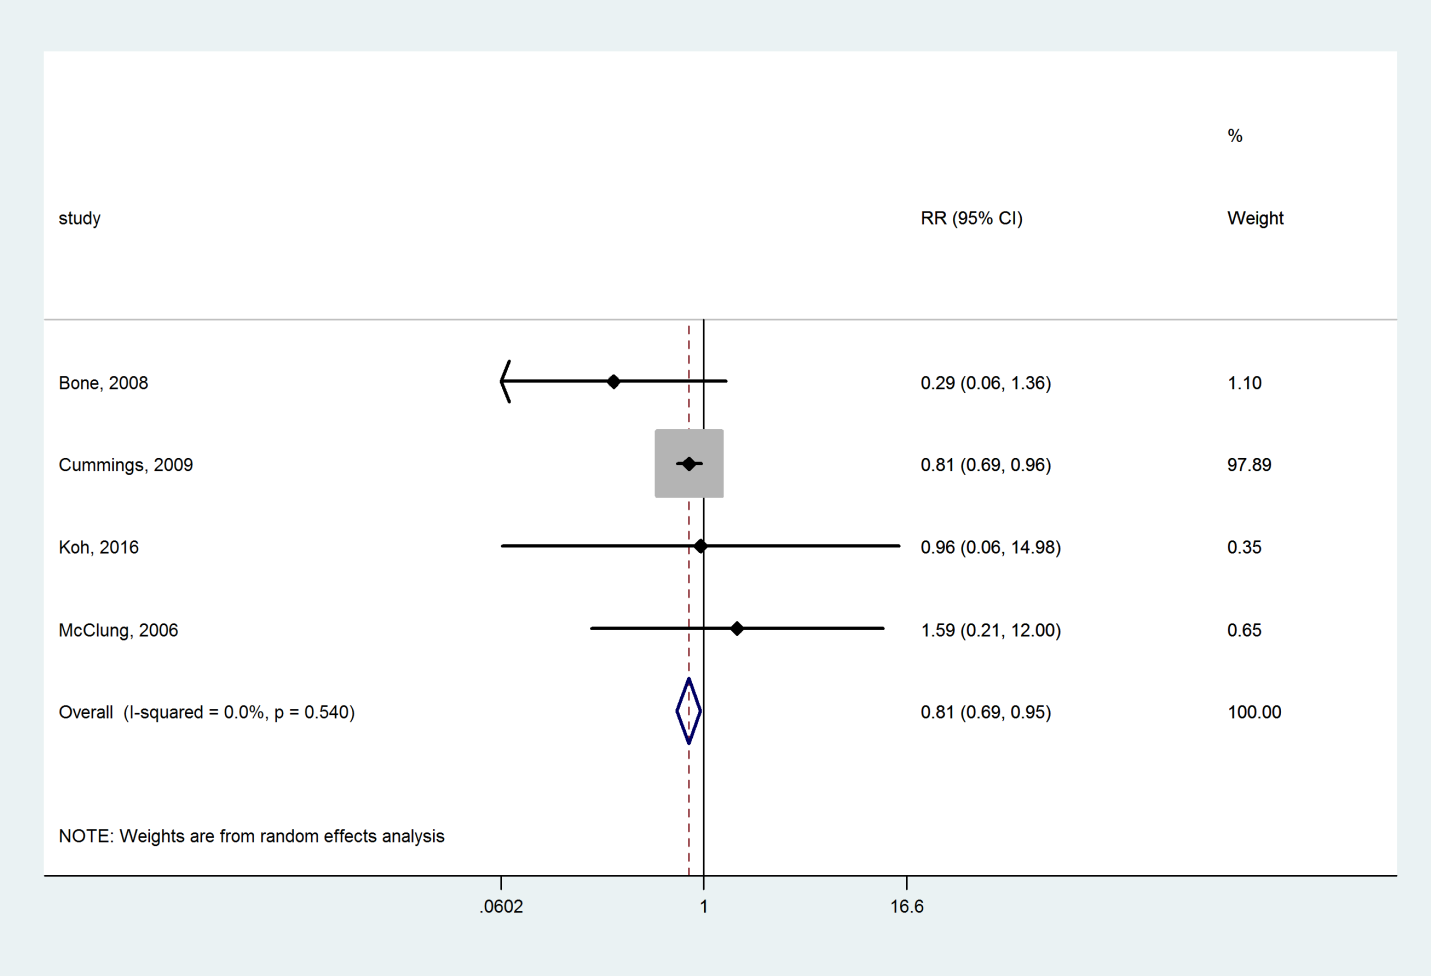 %
study RR (95% CI) Weight
Bone, 2008 0.29 (0.06, 1.36) 1.10
Cummings, 2009 0.81 (0.69, 0.96) 97.89
Koh, 2016 0.96 (0.06, 14.98) 0.35
McClung, 2006 1.59 (0.21, 12.00) 0.65
Overall (I-squared = 0.0%, p = 0.540) 0.81 (0.69, 0.95) 100.00
NOTE: Weights are from random effects analysis
.0602 1 16.6